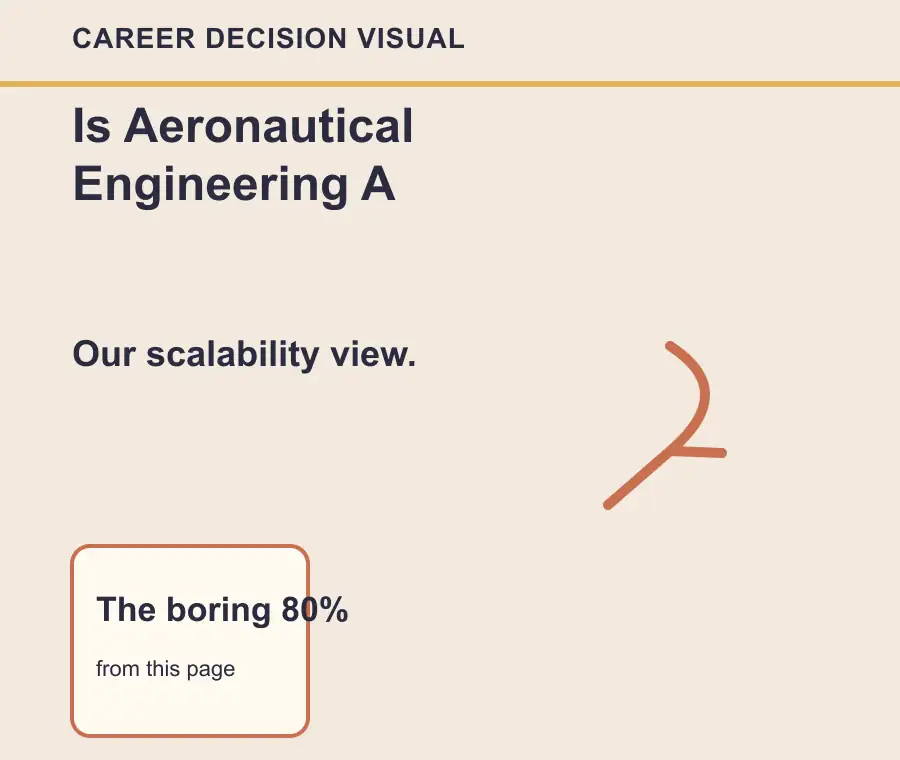 CAREER DECISION VISUAL
Is Aeronautical
Engineering A
Our scalability view.
The boring 80%
from this page